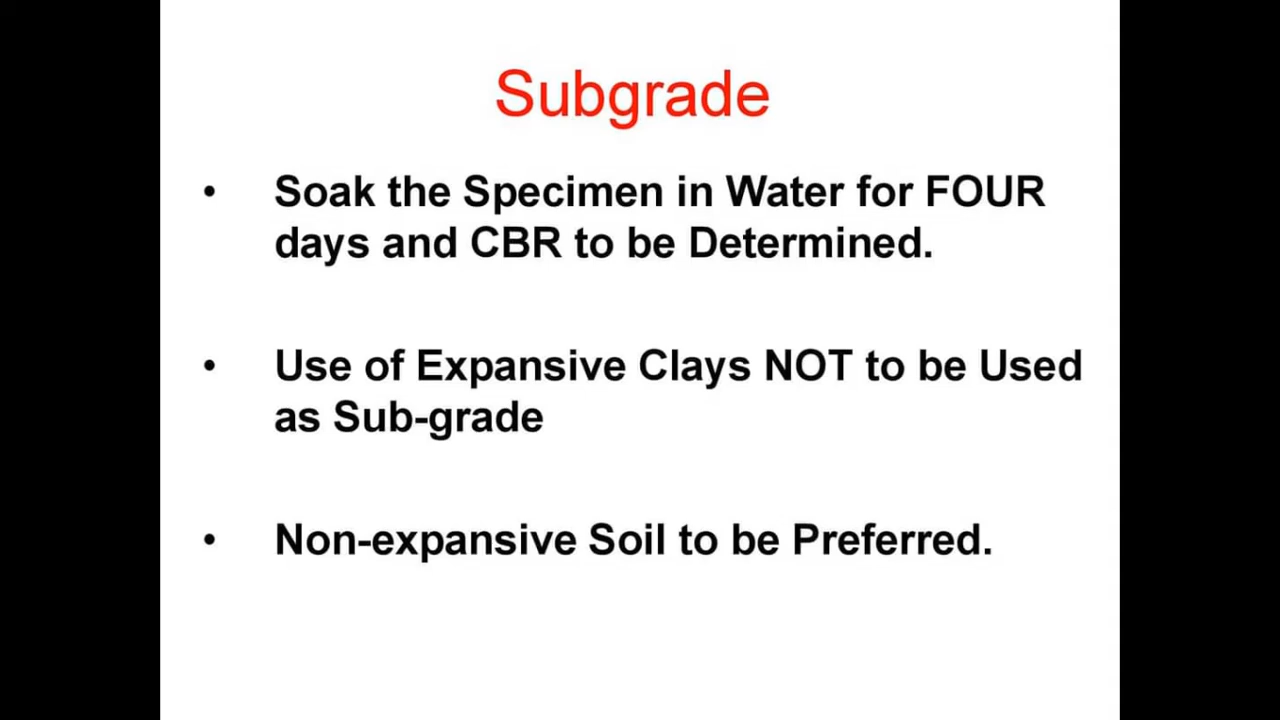 Subgrade
• Soak the Specimen in Water for FOUR
days and CBR to be Determined.
• Use of Expansive Clays NOT to be Used
as Sub-grade
• Non-expansive Soil to be Preferred.